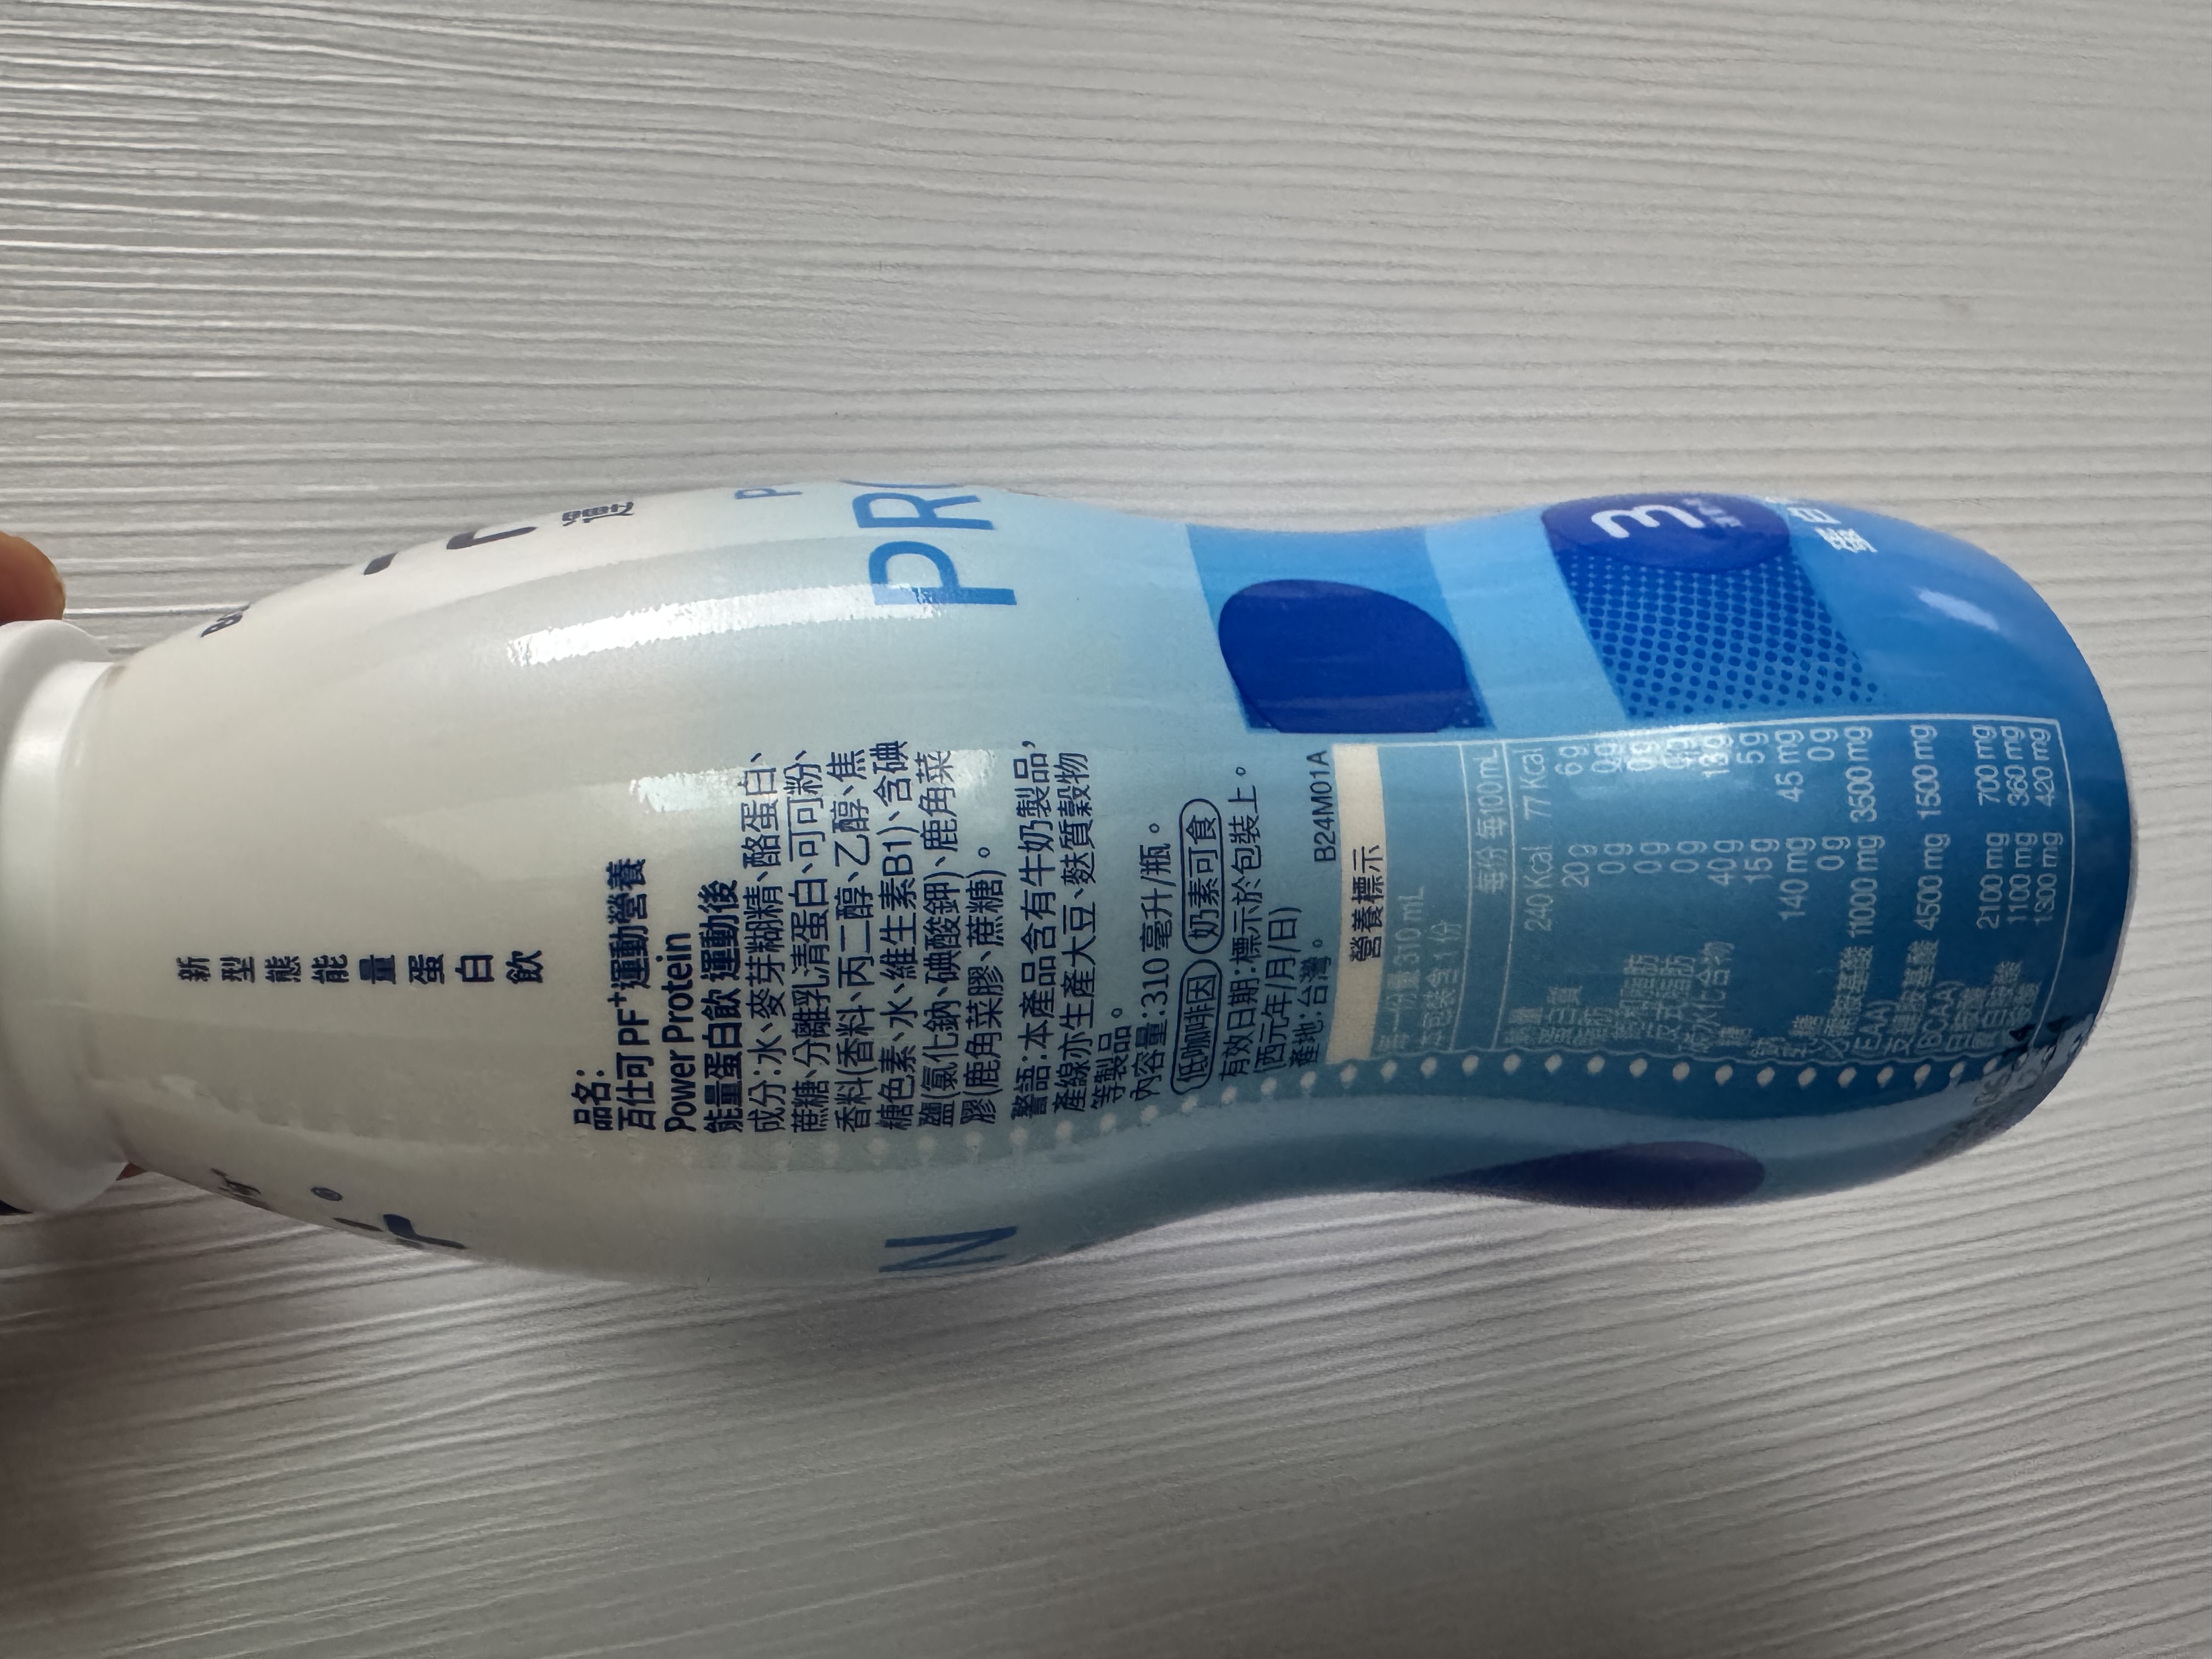 新型態能量蛋白飲
品名：
百仕可 PF⁺運動營養
Power Protein
能量蛋白飲 運動後
成分：水、麥芽糊精、酪蛋白、
蔗糖、分離乳清蛋白、可可粉、
香料(香料、丙二醇、乙醇、焦
糖色素、水、維生素B1)、含碘
鹽(氯化鈉、碘酸鉀)、鹿角菜
膠(鹿角菜膠、蔗糖)。
警語：本產品含有牛奶製品，
產線亦生產大豆、麩質穀物
等製品。
內容量：310 毫升/瓶。
低咖啡因 奶素可食
有效日期：標示於包裝上。
(西元年/月/日)
產地：台灣。
B24M01A
營養標示
每一份量 310 mL
本包裝含 1 份
每份 每100mL
熱量 240 Kcal 77 Kcal
蛋白質 20 g 6 g
脂肪 0 g 0 g
飽和脂肪 0 g 0 g
反式脂肪 0 g 0 g
碳水化合物 40 g 13 g
糖 15 g 5 g
鈉 140 mg 45 mg
乳糖 0 g 0 g
必需胺基酸 11000 mg 3500 mg
(EAA)
支鏈胺基酸 4500 mg 1500 mg
(BCAA)
白胺酸 2100 mg 700 mg
異白胺酸 1100 mg 360 mg
纈胺酸 1300 mg 420 mg